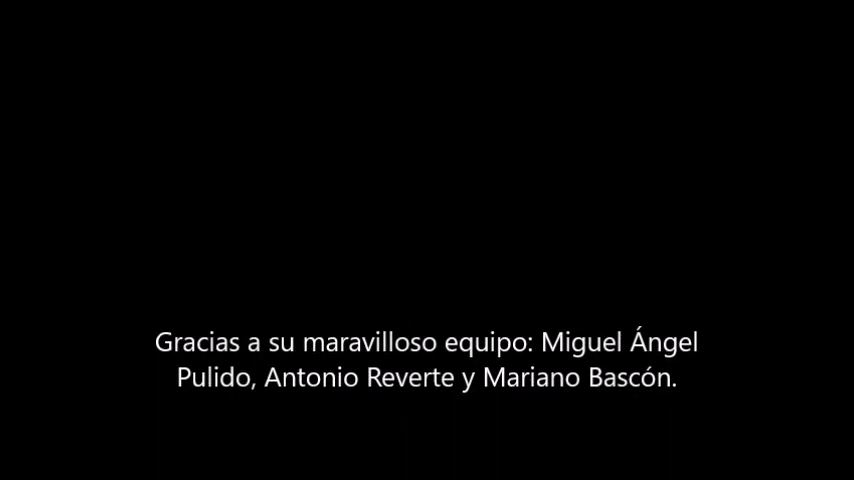 Gracias a su maravilloso equipo: Miguel Ángel
Pulido, Antonio Reverte y Mariano Bascón.